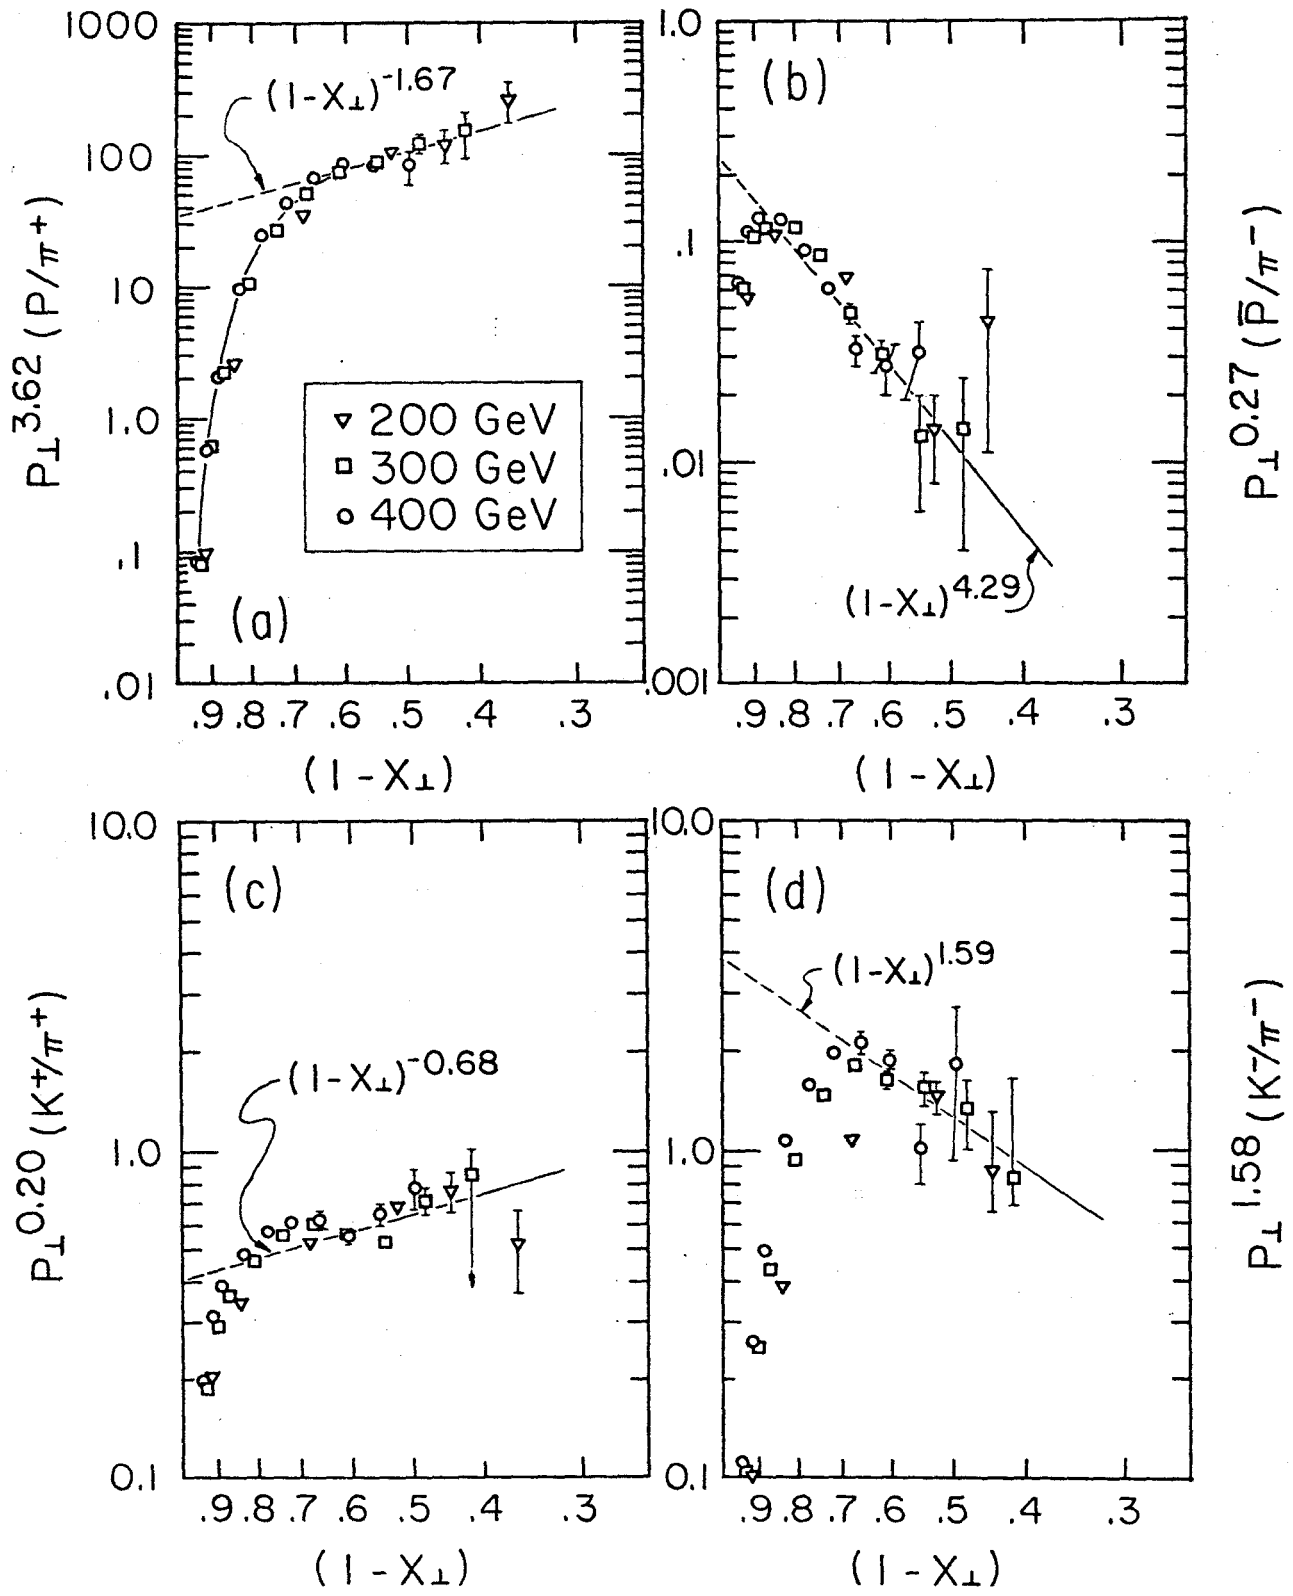 P⊥^3.62 (P/π⁺)
1000
100
10
1.0
.1
.01
(1-X⊥)^-1.67
▽ 200 GeV
□ 300 GeV
○ 400 GeV
(a)
.9 .8 .7 .6 .5 .4 .3
(1-X⊥)
1.0
.1
.01
.001
(b)
(1-X⊥)^4.29
.9 .8 .7 .6 .5 .4 .3
(1-X⊥)
P⊥^0.27 (P̄/π⁻)
P⊥^0.20 (K⁺/π⁺)
10.0
1.0
0.1
(c)
(1-X⊥)^-0.68
.9 .8 .7 .6 .5 .4 .3
(1-X⊥)
10.0
1.0
0.1
(d)
(1-X⊥)^1.59
.9 .8 .7 .6 .5 .4 .3
(1-X⊥)
P⊥^1.58 (K⁻/π⁻)